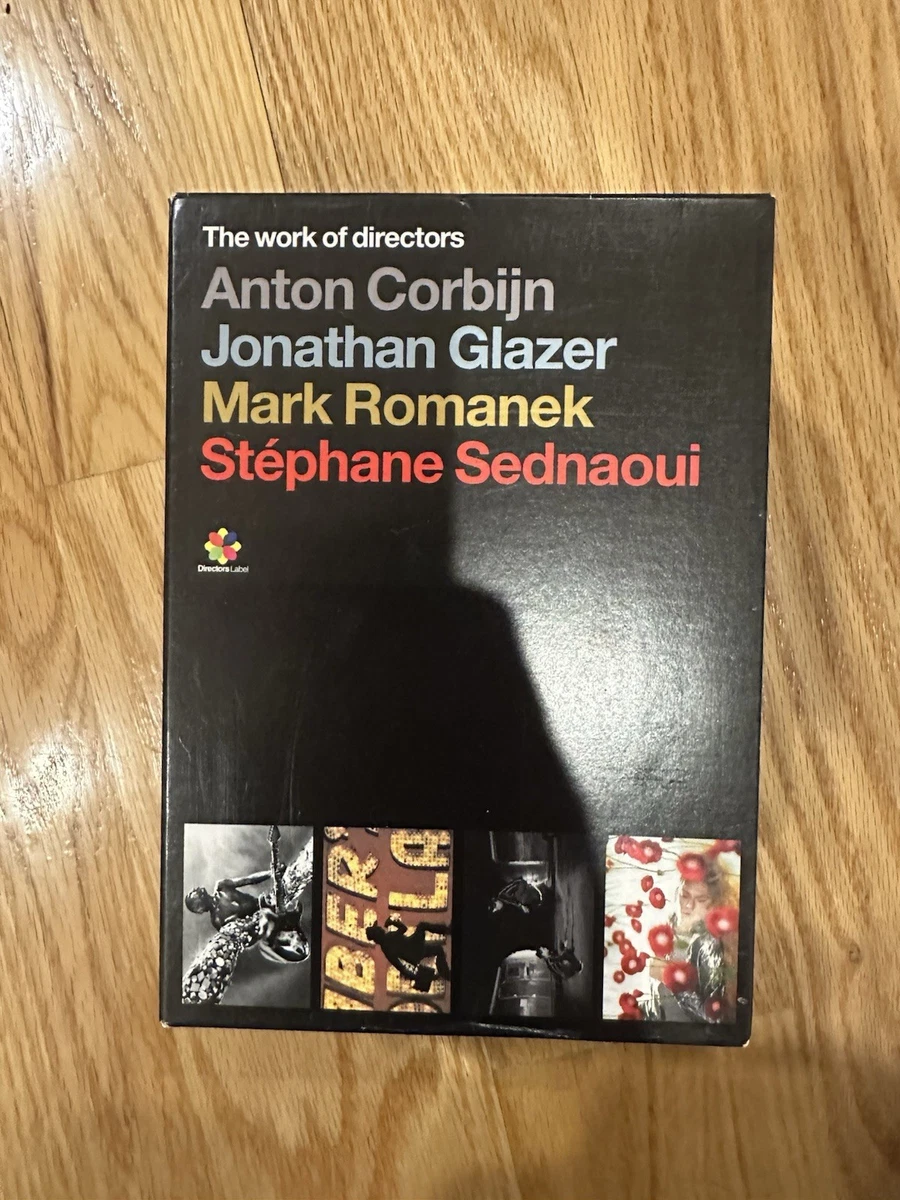 The work of directors
Anton Corbijn
Jonathan Glazer
Mark Romanek
Stéphane Sednaoui
Directors Label